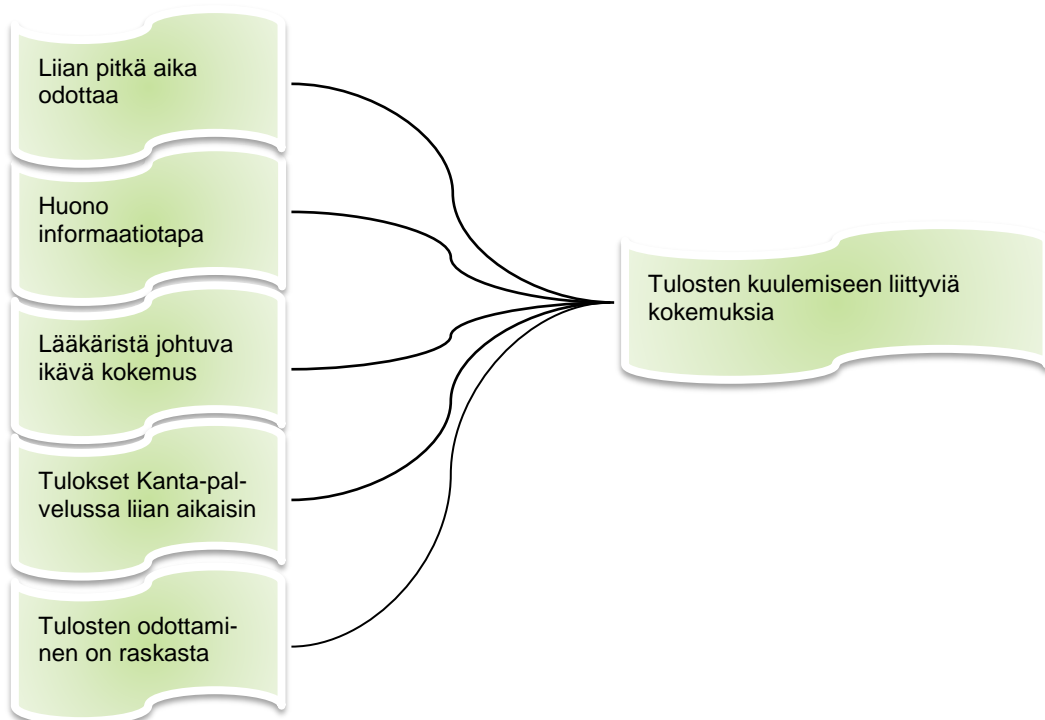 Liian pitkä aika
odottaa
Huono
informaatiotapa
Lääkäristä johtuva
ikävä kokemus
Tulokset Kanta-pal-
velussa liian aikaisin
Tulosten odottami-
nen on raskasta
Tulosten kuulemiseen liittyviä
kokemuksia